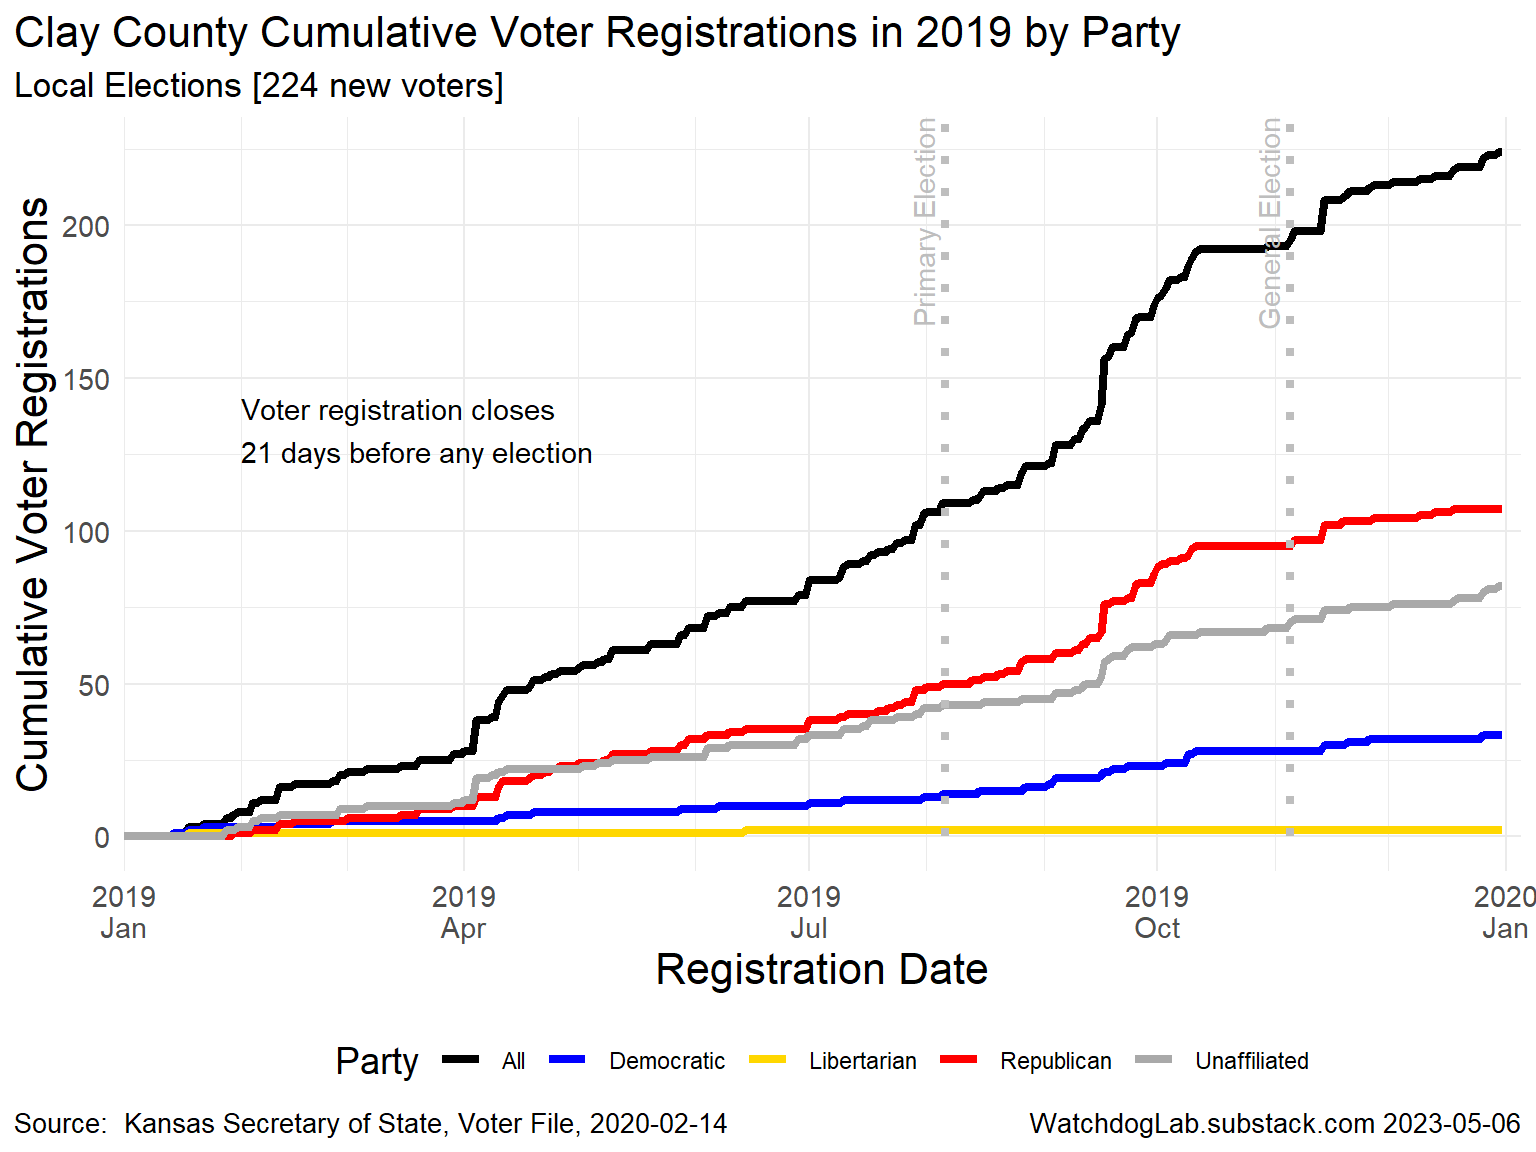 Clay County Cumulative Voter Registrations in 2019 by Party
Local Elections [224 new voters]
Cumulative Voter Registrations
200
150
100
50
0
Primary Election
General Election
Voter registration closes
21 days before any election
2019
Jan
2019
Apr
2019
Jul
2019
Oct
2020
Jan
Registration Date
Party
All
Democratic
Libertarian
Republican
Unaffiliated
Source:  Kansas Secretary of State, Voter File, 2020-02-14
WatchdogLab.substack.com 2023-05-06